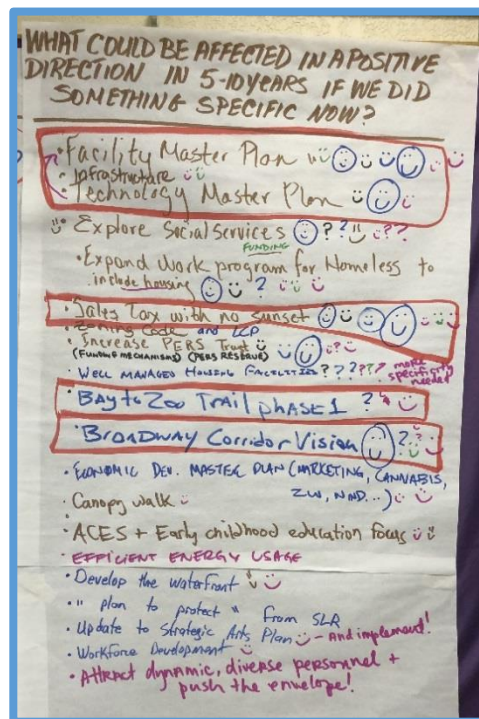 WHAT COULD BE AFFECTED IN A POSITIVE
DIRECTION IN 5-10 YEARS IF WE DID
SOMETHING SPECIFIC NOW?
• Facility Master Plan
• Infrastructure
• Technology Master Plan
Explore Social Services ? ? ??
FUNDING
• Expand Work program for Homeless to
include housing ?
• Sales Tax with no sunset
• Zoning Code and LCP
• Increase PERS Trust ?
(FUNDING MECHANISMS) (PERS RESERVE)
• WELL MANAGED HOUSING FACILITIES ? ? ? ? ? more
specificity
needed
• BAY to ZOO Trail phase 1 ?
• BROADWAY Corridor Vision ? ?
• ECONOMIC DEV. MASTER PLAN (MARKETING, CANNABIS,
ZW, NND...)
• Canopy walk
• ACES + Early childhood education focus
• EFFICIENT ENERGY USAGE
• Develop the waterfront
• " plan to protect " from SLR
• Update to Strategic Arts Plan - And implement!
• Workforce Development
• Attract dynamic, diverse personnel +
push the envelope!